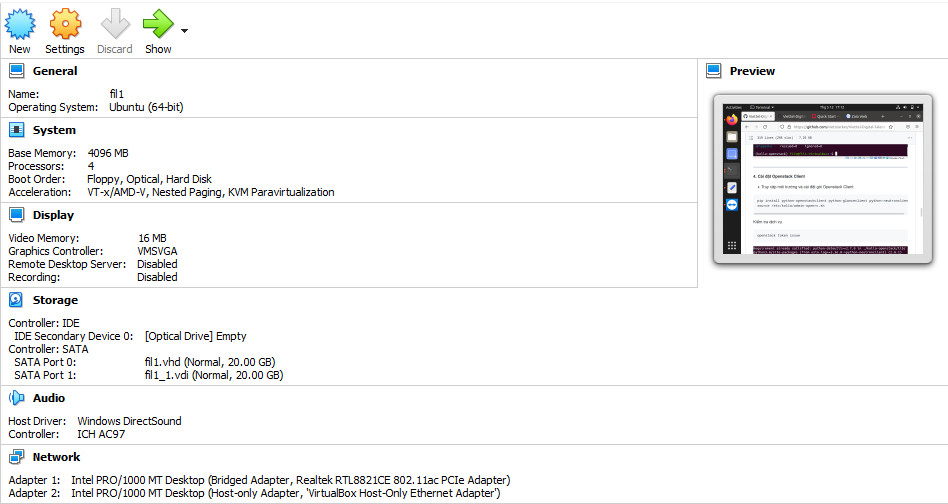 New Settings Discard Show
General
Name: fil1
Operating System: Ubuntu (64-bit)
System
Base Memory: 4096 MB
Processors: 4
Boot Order: Floppy, Optical, Hard Disk
Acceleration: VT-x/AMD-V, Nested Paging, KVM Paravirtualization
Display
Video Memory: 16 MB
Graphics Controller: VMSVGA
Remote Desktop Server: Disabled
Recording: Disabled
Preview
4. Cài đặt Openstack Client
openstack token issue
Storage
Controller: IDE
IDE Secondary Device 0: [Optical Drive] Empty
Controller: SATA
SATA Port 0: fil1.vhd (Normal, 20.00 GB)
SATA Port 1: fil1_1.vdi (Normal, 20.00 GB)
Audio
Host Driver: Windows DirectSound
Controller: ICH AC97
Network
Adapter 1: Intel PRO/1000 MT Desktop (Bridged Adapter, Realtek RTL8821CE 802.11ac PCIe Adapter)
Adapter 2: Intel PRO/1000 MT Desktop (Host-only Adapter, 'VirtualBox Host-Only Ethernet Adapter')